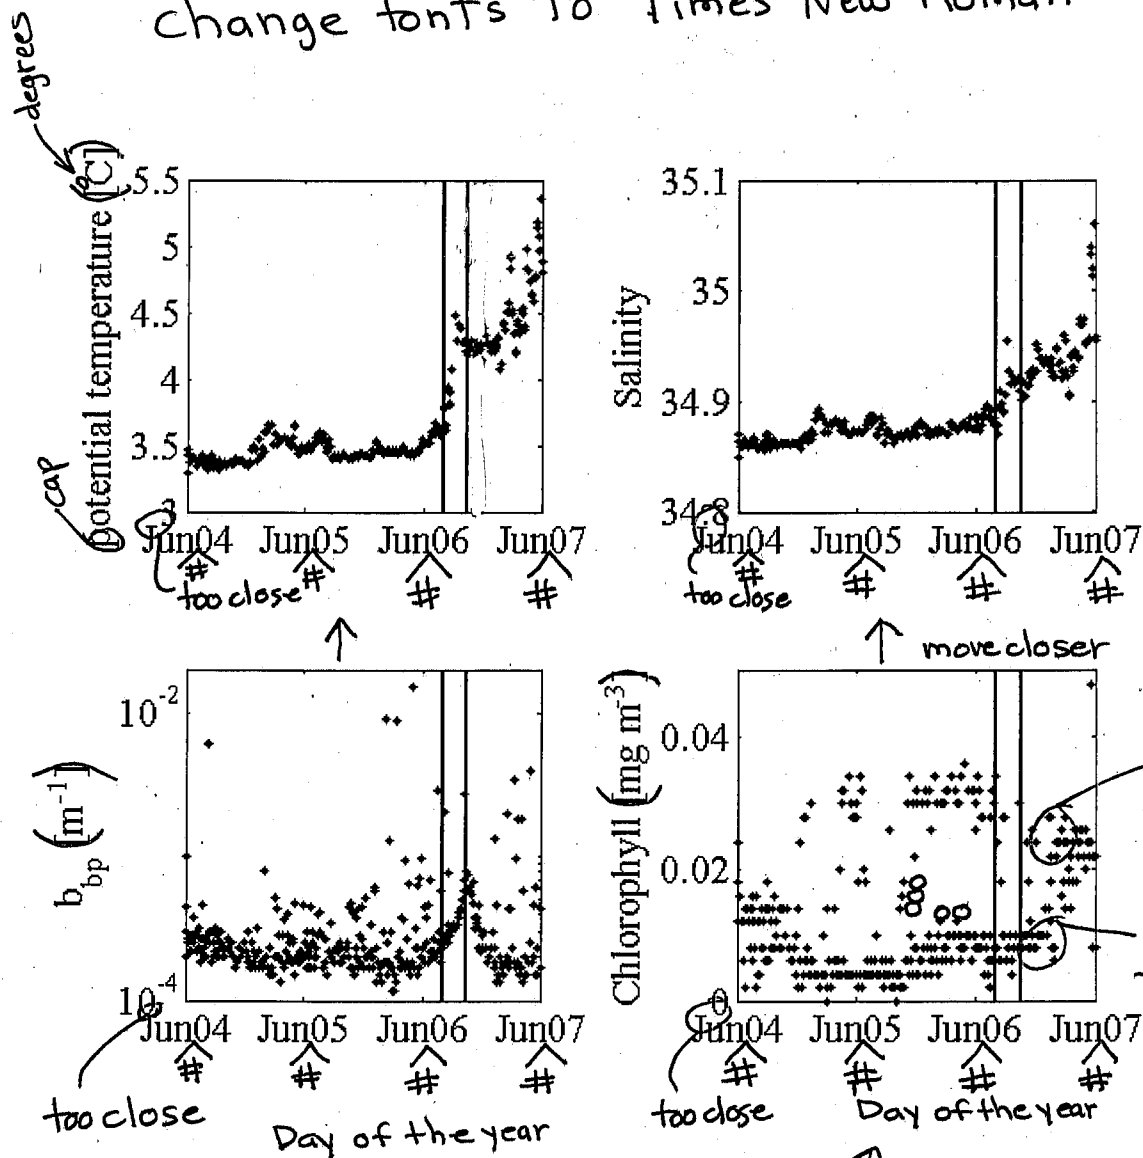 Change fonts to Times New Roman
degrees
potential temperature [°C]
cap
5.5
5
4.5
4
3.5
3
Jun04 Jun05 Jun06 Jun07
# # # #
too close
Salinity
35.1
35
34.9
34.8
Jun04 Jun05 Jun06 Jun07
# # # #
too close
move closer
b_bp (m^-1)
10^-2
10^-4
Jun04 Jun05 Jun06 Jun07
# # # #
too close
Day of the year
Chlorophyll (mg m^-3)
0.04
0.02
0
Jun04 Jun05 Jun06 Jun07
# # # #
too close
Day of the year